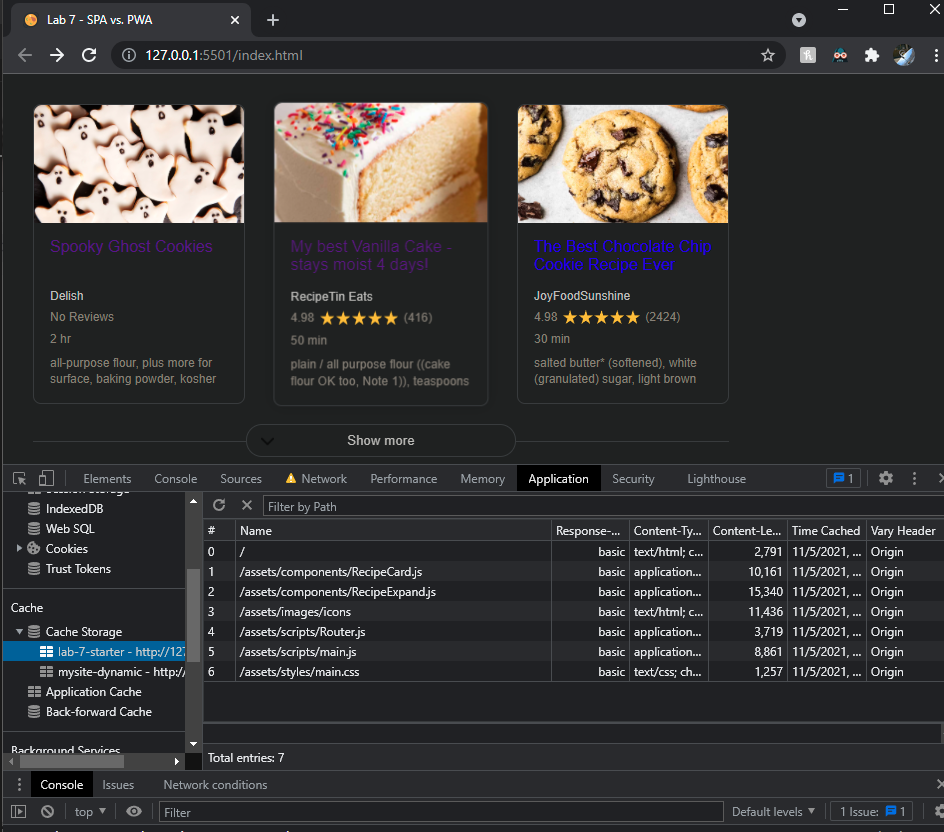 Lab 7 - SPA vs. PWA
127.0.0.1:5501/index.html
Spooky Ghost Cookies
Delish
No Reviews
2 hr
all-purpose flour, plus more for
surface, baking powder, kosher
My best Vanilla Cake -
stays moist 4 days!
RecipeTin Eats
4.98 ★★★★★ (416)
50 min
plain / all purpose flour ((cake
flour OK too, Note 1)), teaspoons
The Best Chocolate Chip
Cookie Recipe Ever
JoyFoodSunshine
4.98 ★★★★★ (2424)
30 min
salted butter* (softened), white
(granulated) sugar, light brown
Show more
Elements Console Sources Network Performance Memory Application Security Lighthouse 1
Session Storage
IndexedDB
Web SQL
Cookies
Trust Tokens
Cache
Cache Storage
lab-7-starter - http://127
mysite-dynamic - http:/
Application Cache
Back-forward Cache
Background Services
Filter by Path
# Name Response-... Content-Ty... Content-Le... Time Cached Vary Header
0 / basic text/html; c... 2,791 11/5/2021, ... Origin
1 /assets/components/RecipeCard.js basic application... 10,161 11/5/2021, ... Origin
2 /assets/components/RecipeExpand.js basic application... 15,340 11/5/2021, ... Origin
3 /assets/images/icons basic text/html; c... 11,436 11/5/2021, ... Origin
4 /assets/scripts/Router.js basic application... 3,719 11/5/2021, ... Origin
5 /assets/scripts/main.js basic application... 8,861 11/5/2021, ... Origin
6 /assets/styles/main.css basic text/css; ch... 1,257 11/5/2021, ... Origin
Total entries: 7
Console Issues Network conditions
top Filter Default levels 1 Issue: 1